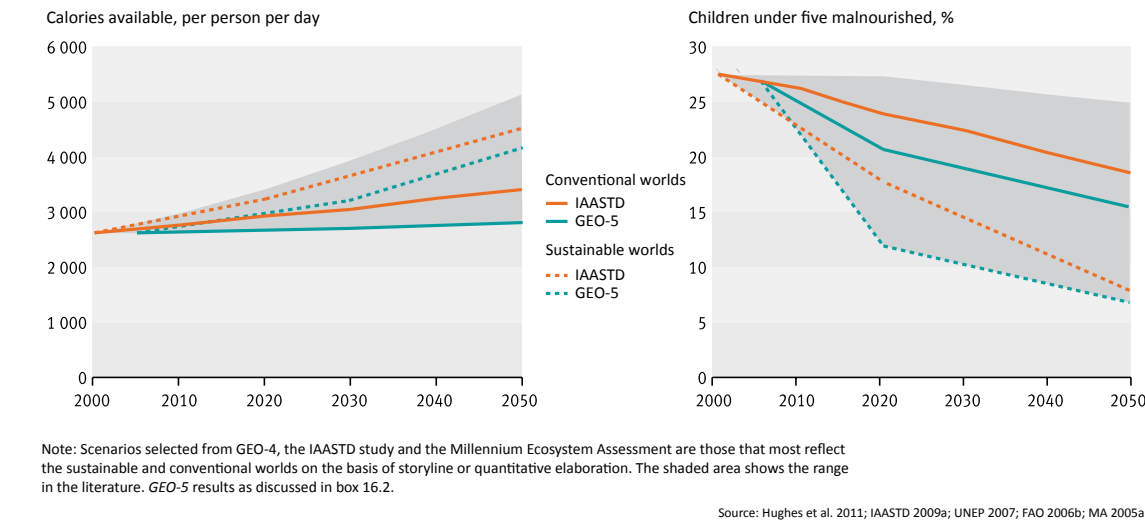 Calories available, per person per day
6 000
5 000
4 000
3 000
2 000
1 000
0
2000 2010 2020 2030 2040 2050
Conventional worlds
IAASTD
GEO-5
Sustainable worlds
IAASTD
GEO-5
Children under five malnourished, %
30
25
20
15
10
5
0
2000 2010 2020 2030 2040 2050
Note: Scenarios selected from GEO-4, the IAASTD study and the Millennium Ecosystem Assessment are those that most reflect
the sustainable and conventional worlds on the basis of storyline or quantitative elaboration. The shaded area shows the range
in the literature. GEO-5 results as discussed in box 16.2.
Source: Hughes et al. 2011; IAASTD 2009a; UNEP 2007; FAO 2006b; MA 2005a